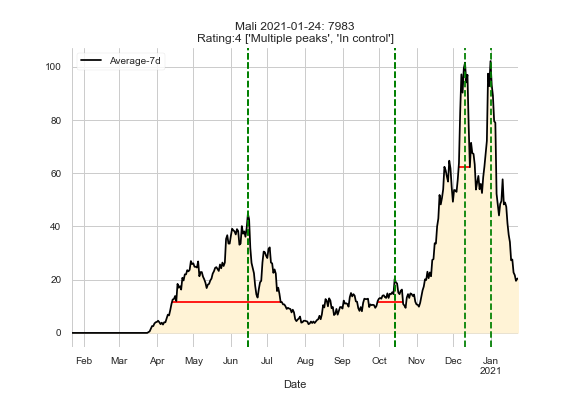 Mali 2021-01-24: 7983
Rating:4 ['Multiple peaks', 'In control']
Average-7d
100
80
60
40
20
0
Feb Mar Apr May Jun Jul Aug Sep Oct Nov Dec Jan
2021
Date